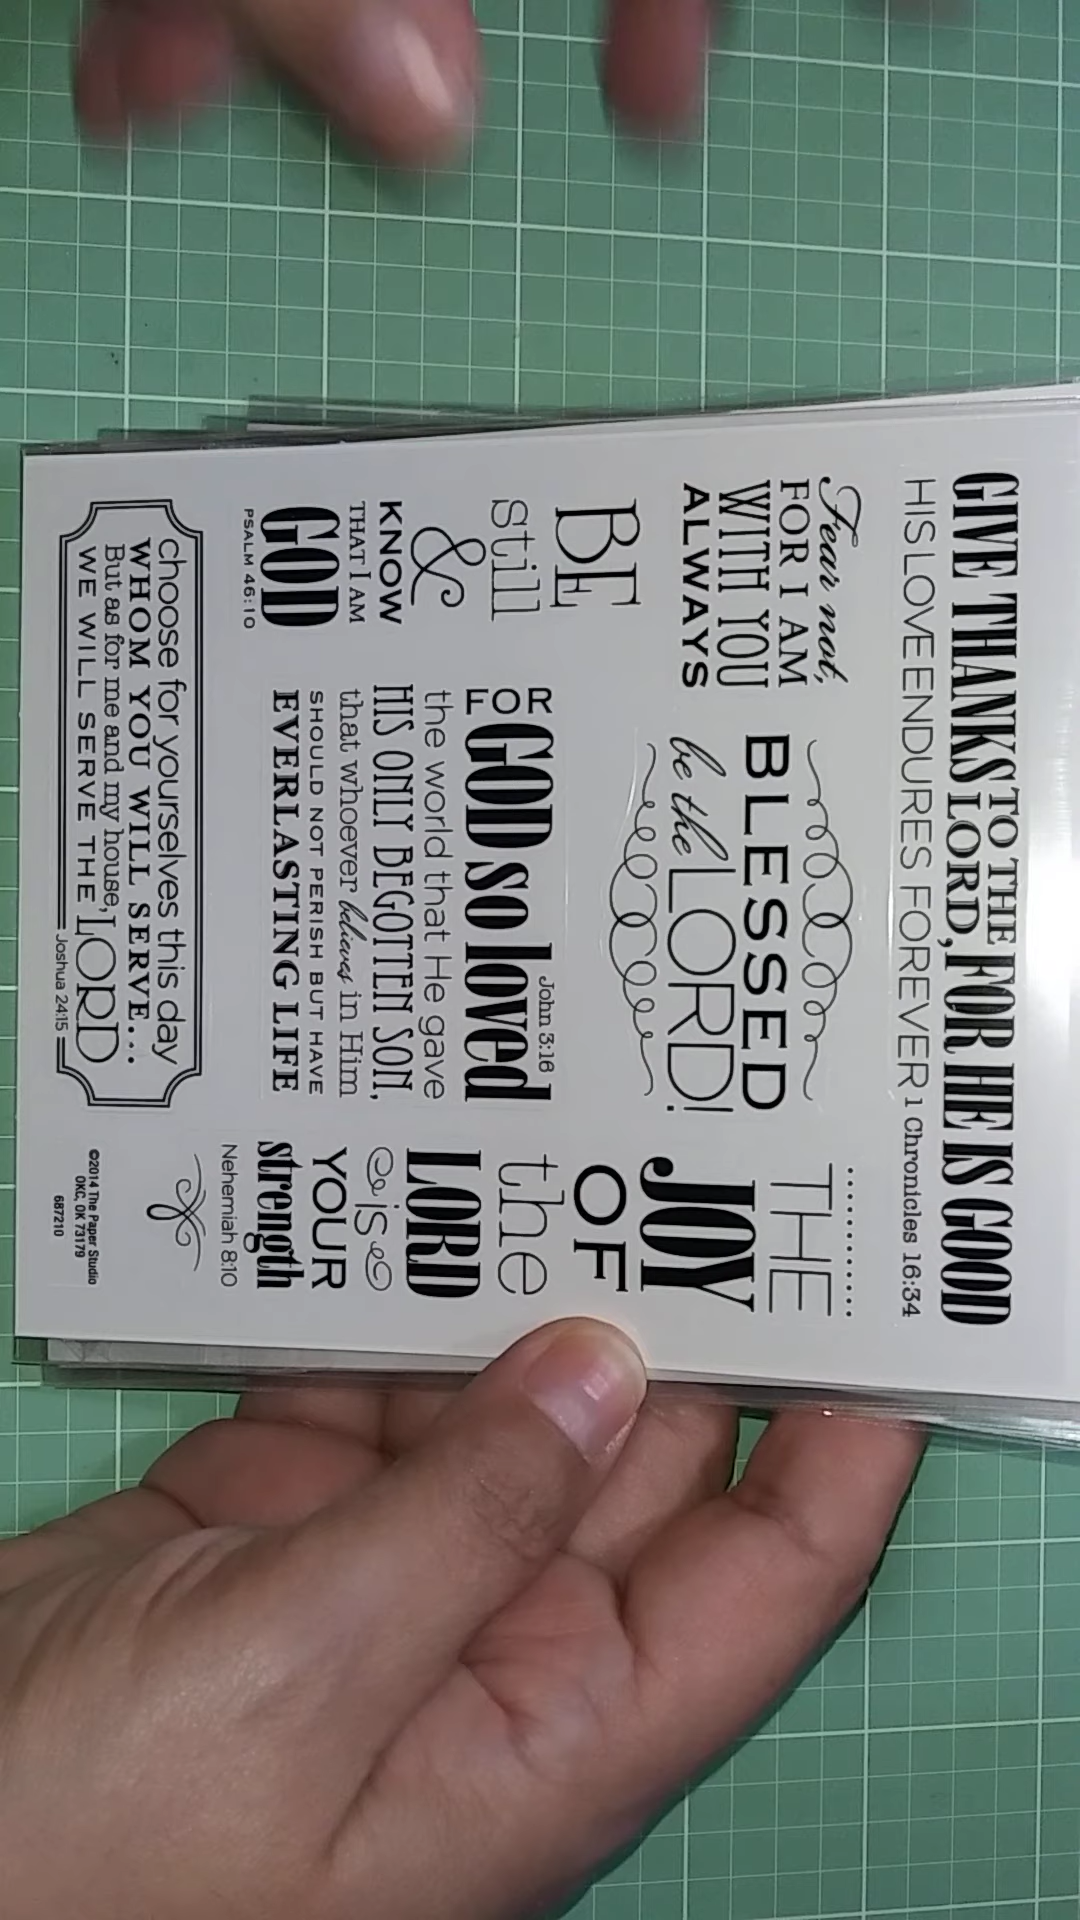 GIVE THANKS TO THE LORD, FOR HE IS GOOD
HIS LOVE ENDURES FOREVER 1 Chronicles 16:34
Fear not,
FOR I AM
WITH YOU
ALWAYS
BLESSED
be the LORD!
THE
JOY
OF
the
LORD
is
YOUR
strength
Nehemiah 8:10
BE
still
&
KNOW
THAT I AM
GOD
PSALM 46:10
John 3:16
FOR GOD so loved
the world that He gave
HIS ONLY BEGOTTEN SON,
that whoever believes in Him
SHOULD NOT PERISH BUT HAVE
EVERLASTING LIFE
choose for yourselves this day
WHOM YOU WILL SERVE...
But as for me and my house,
WE WILL SERVE THE LORD
Joshua 24:15
©2014 The Paper Studio
OKC, OK 73179
687210